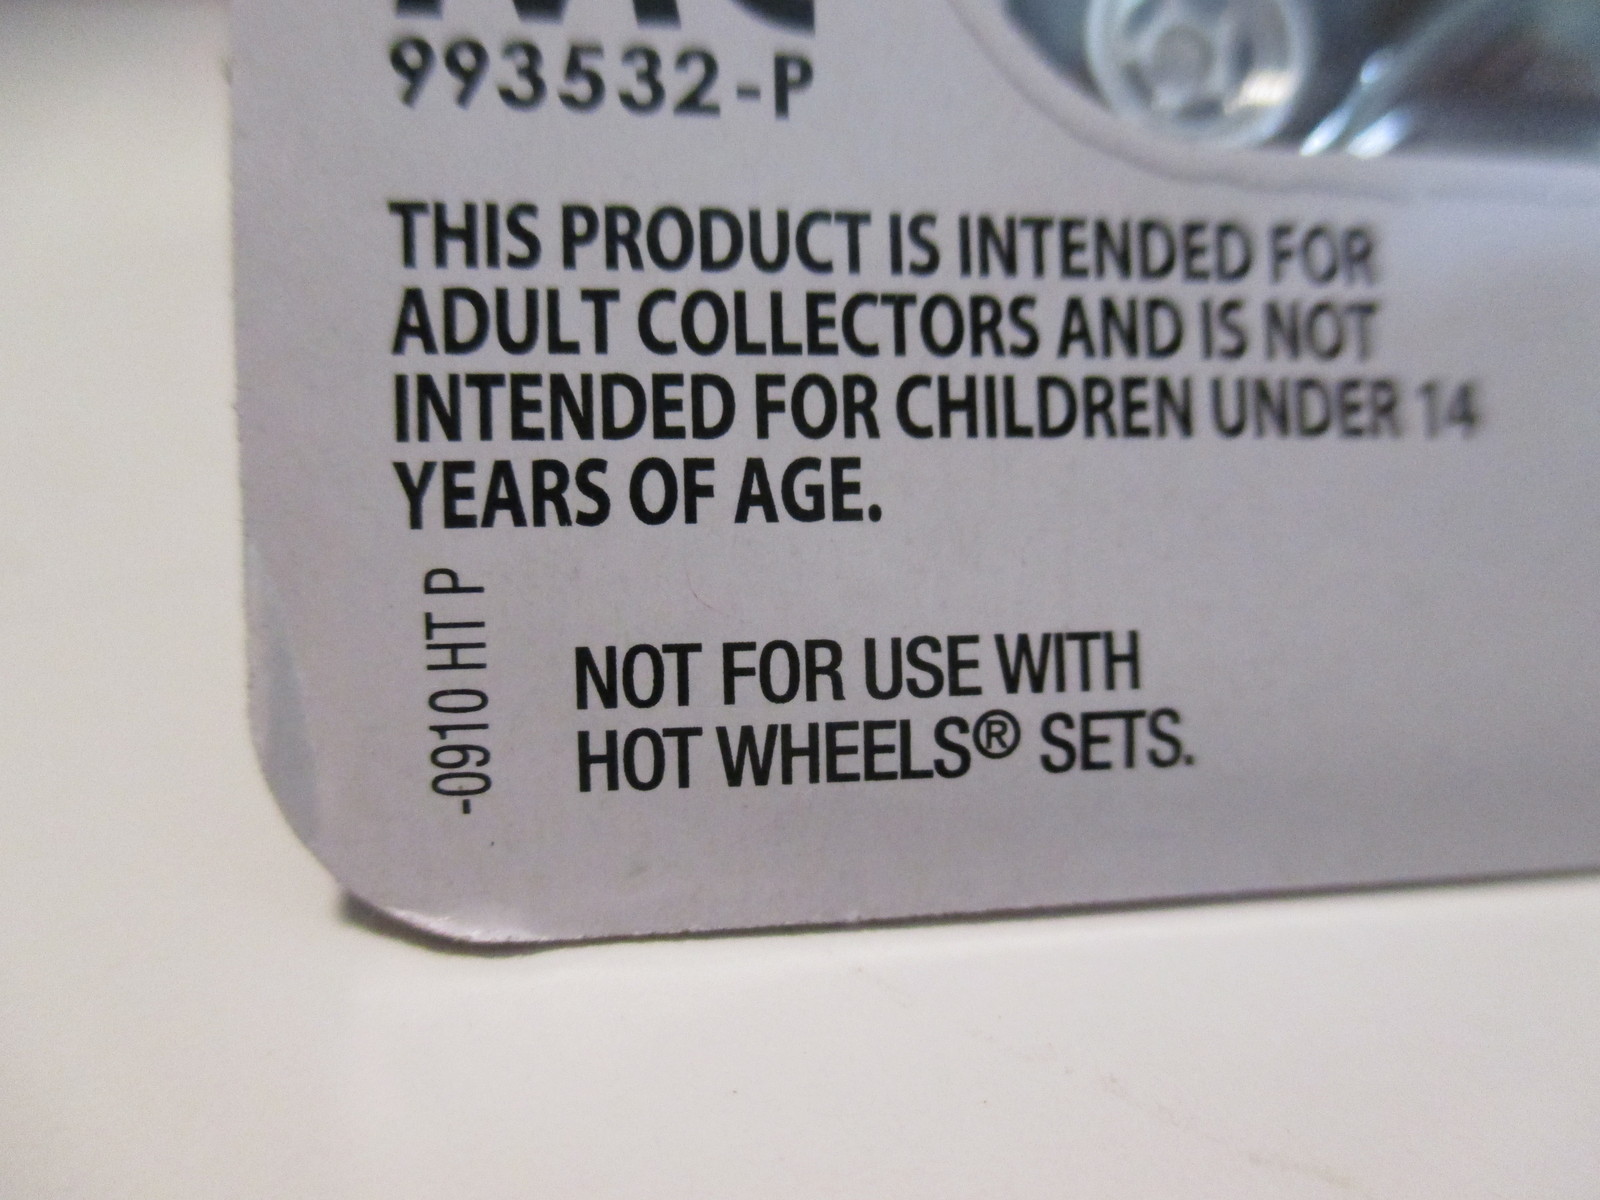 993532-P
THIS PRODUCT IS INTENDED FOR
ADULT COLLECTORS AND IS NOT
INTENDED FOR CHILDREN UNDER 14
YEARS OF AGE.
-0910 HT P
NOT FOR USE WITH
HOT WHEELS® SETS.